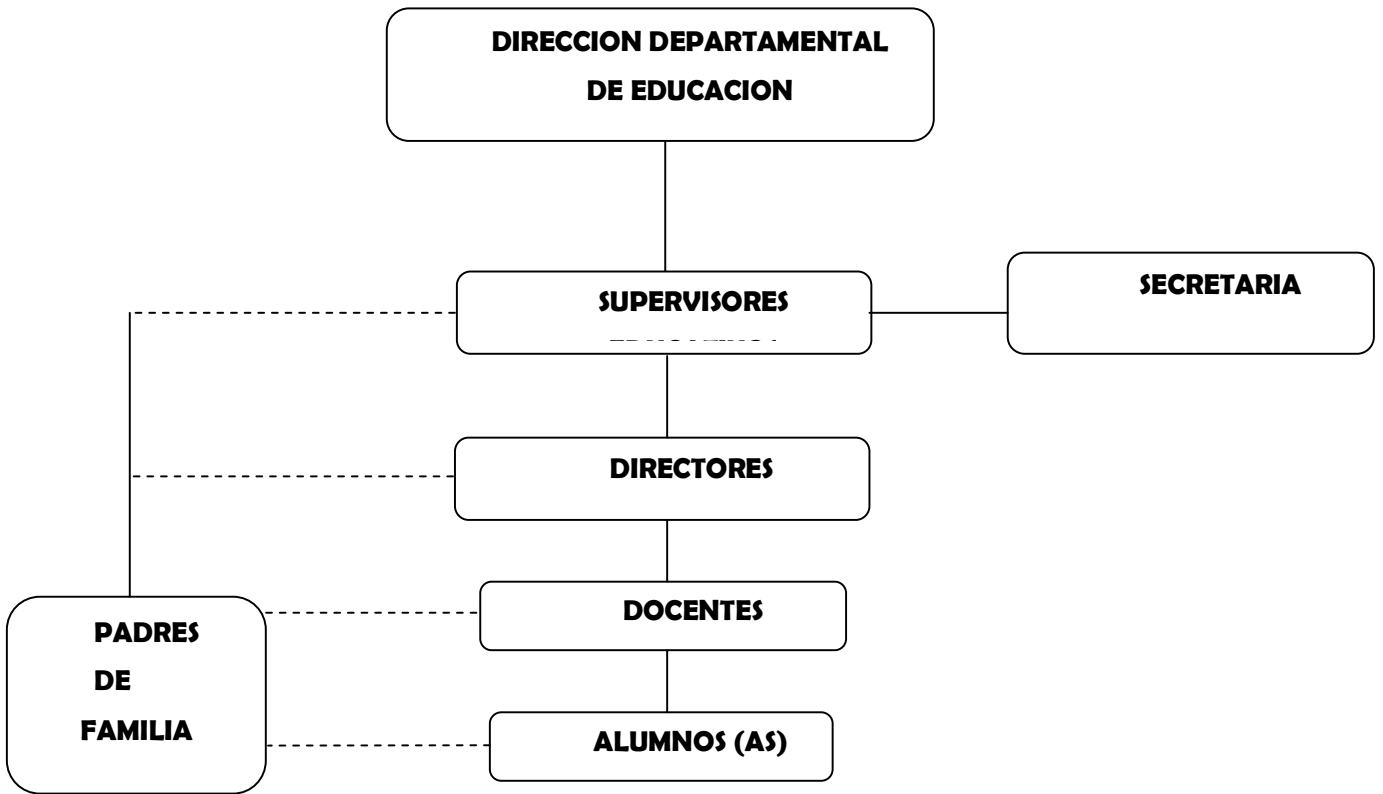 DIRECCION DEPARTAMENTAL
DE EDUCACION
SUPERVISORES
SECRETARIA
DIRECTORES
DOCENTES
PADRES
DE
FAMILIA
ALUMNOS (AS)